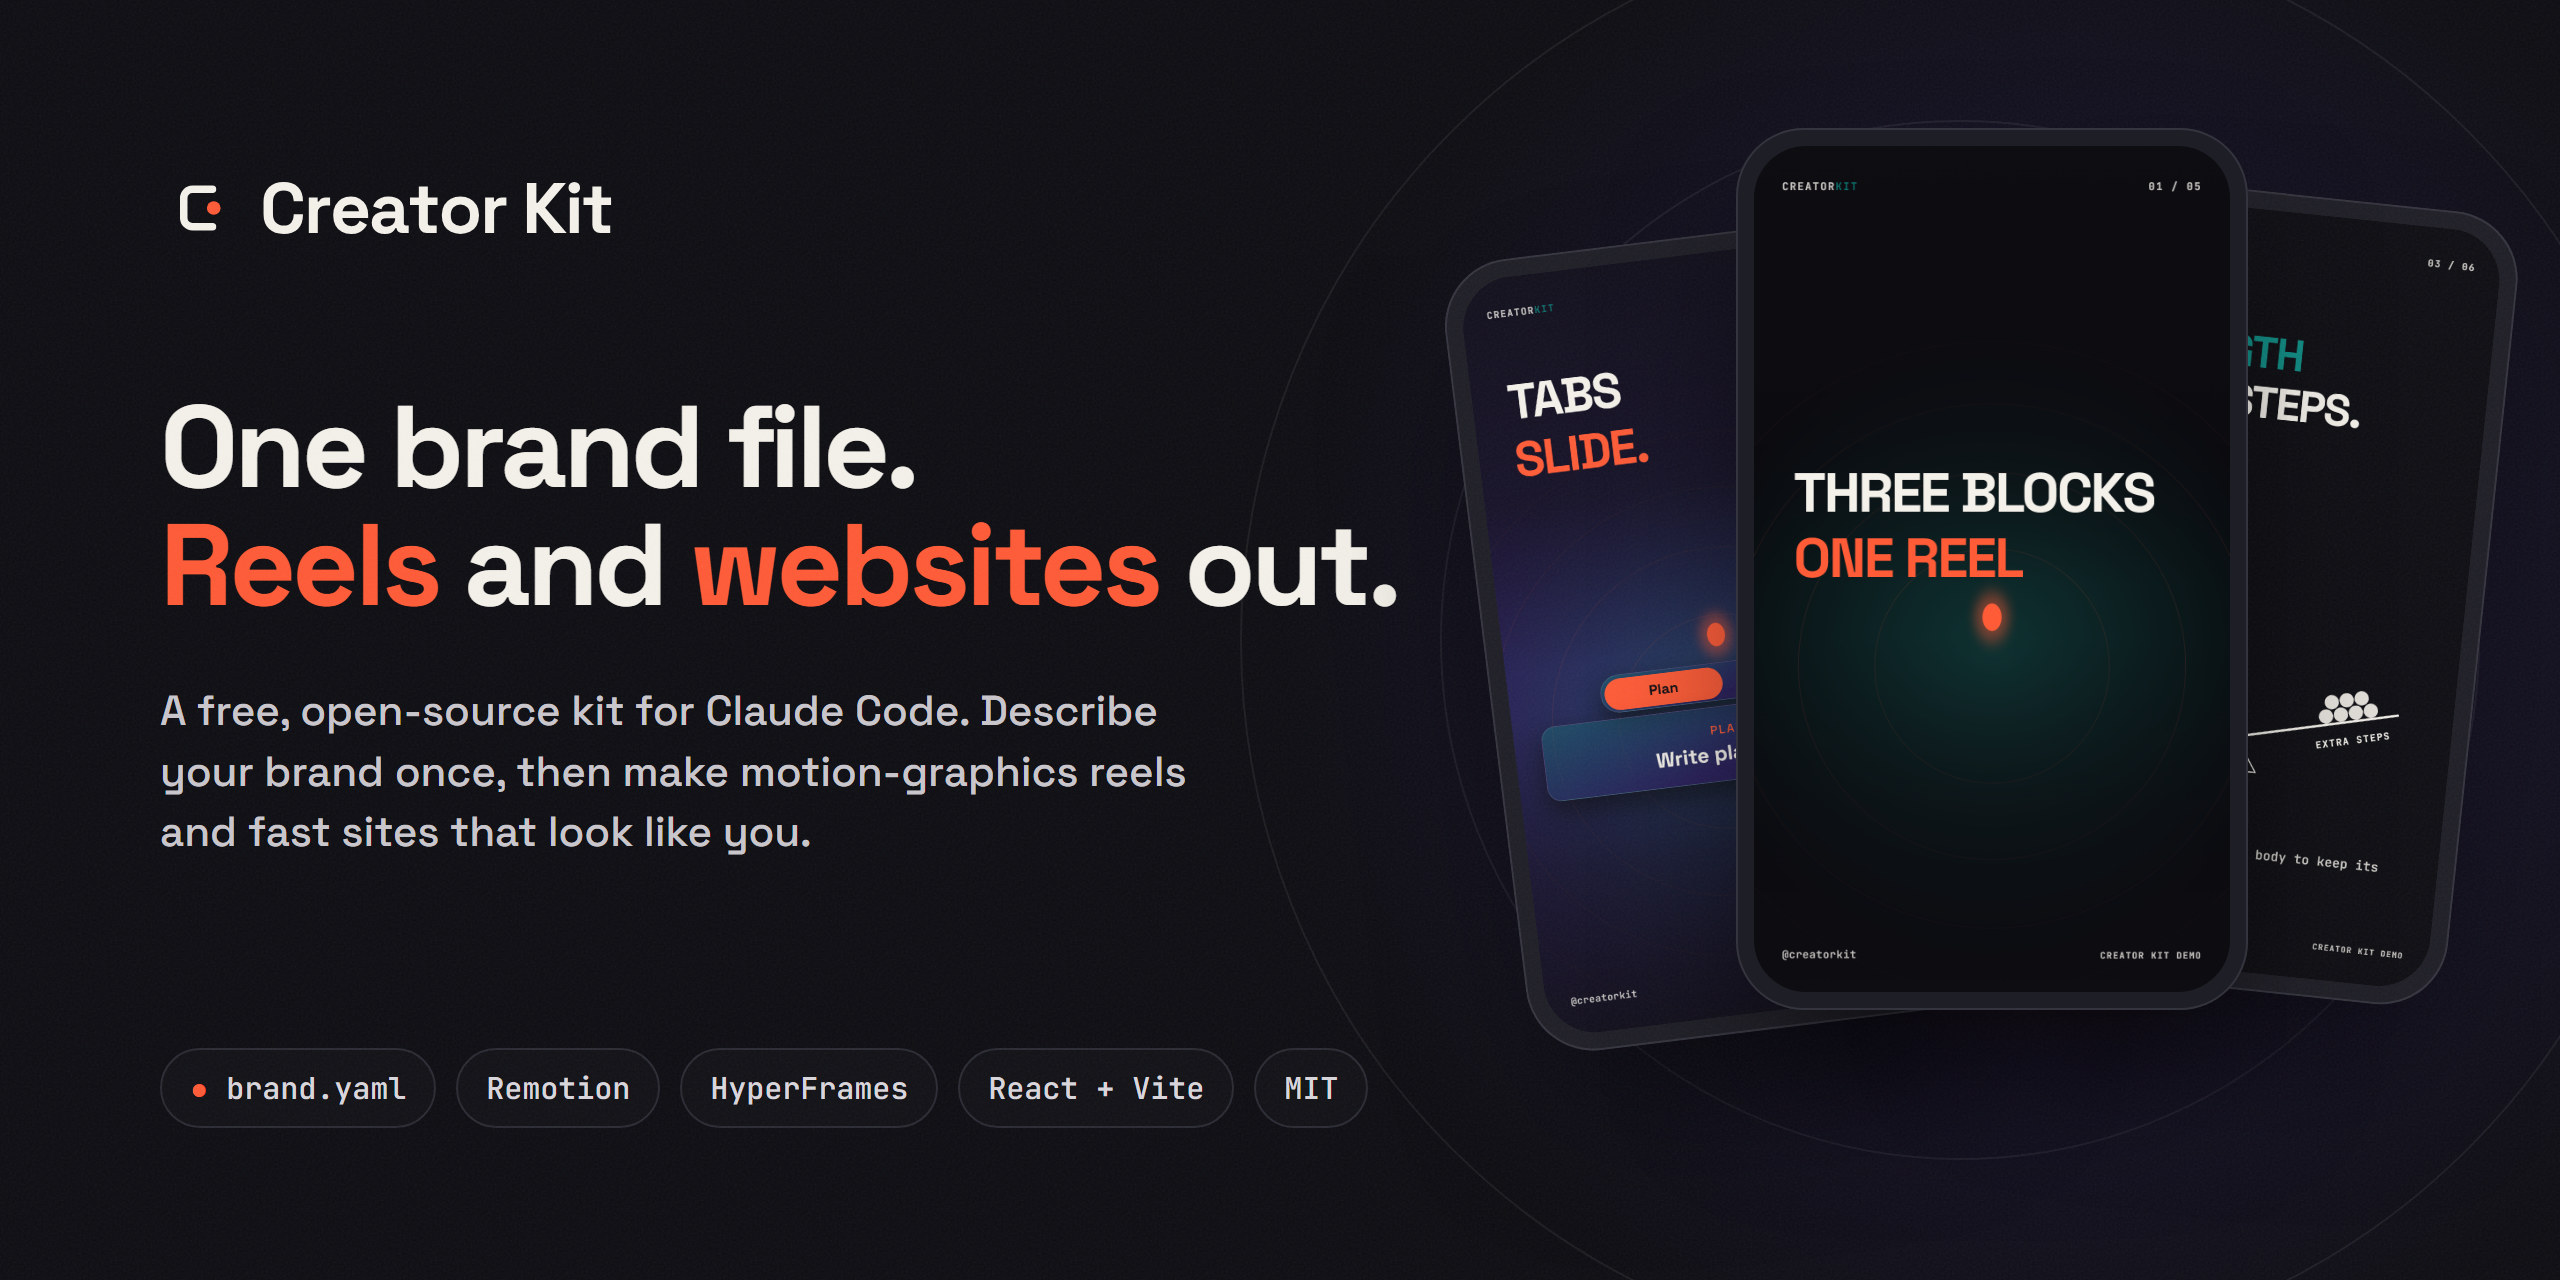 Creator Kit
One brand file.
Reels and websites out.
A free, open-source kit for Claude Code. Describe
your brand once, then make motion-graphics reels
and fast sites that look like you.
brand.yaml
Remotion
HyperFrames
React + Vite
MIT
CREATORKIT
TABS
SLIDE.
Plan
Write
@creatorkit
CREATORKIT
01 / 05
THREE BLOCKS
ONE REEL
@creatorkit
CREATOR KIT DEMO
03 / 06
STEPS.
EXTRA STEPS
body to keep its
CREATOR KIT DEMO